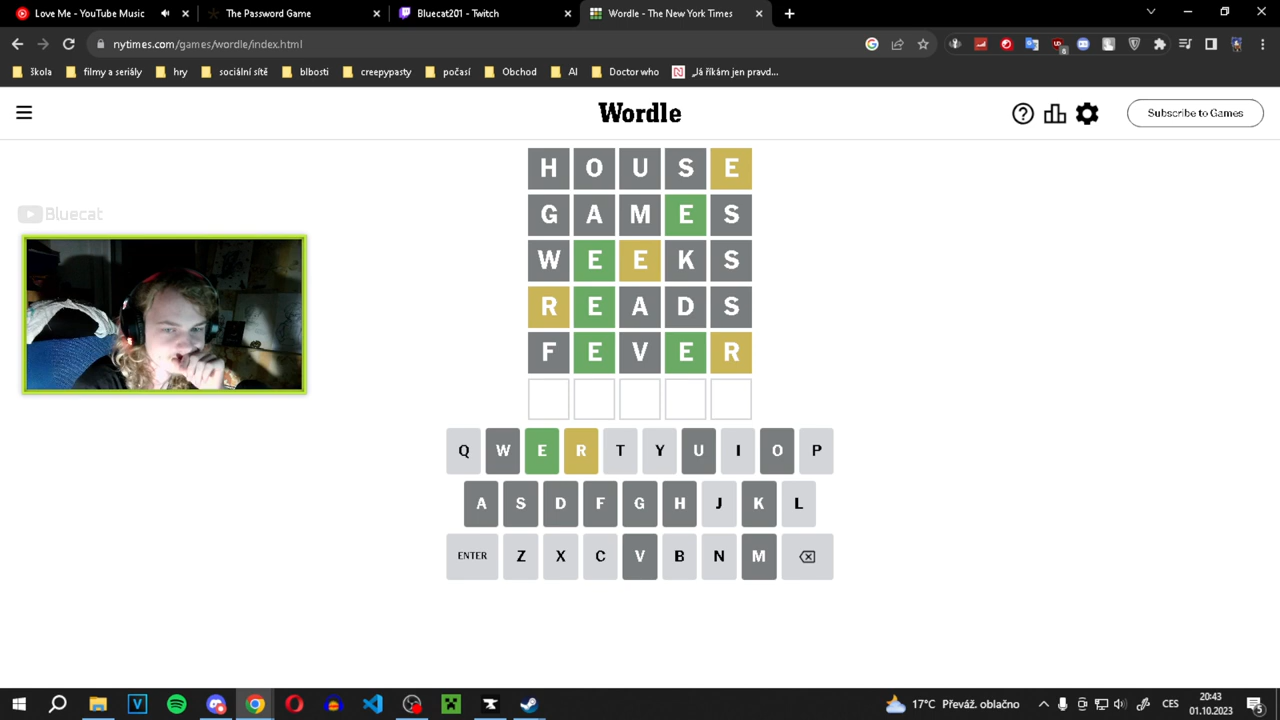 Love Me - YouTube Music
The Password Game
Bluecat201 - Twitch
Wordle - The New York Times
nytimes.com/games/wordle/index.html
škola
filmy a seriály
hry
sociální sítě
blbosti
creepypasty
počasí
Obchod
AI
Doctor who
„Já říkám jen pravd...
Wordle
Subscribe to Games
H O U S E
G A M E S
W E E K S
R E A D S
F E V E R
Bluecat
Q W E R T Y U I O P
A S D F G H J K L
ENTER Z X C V B N M
17°C Převáž. oblačno
CES
20:43
01.10.2023
5